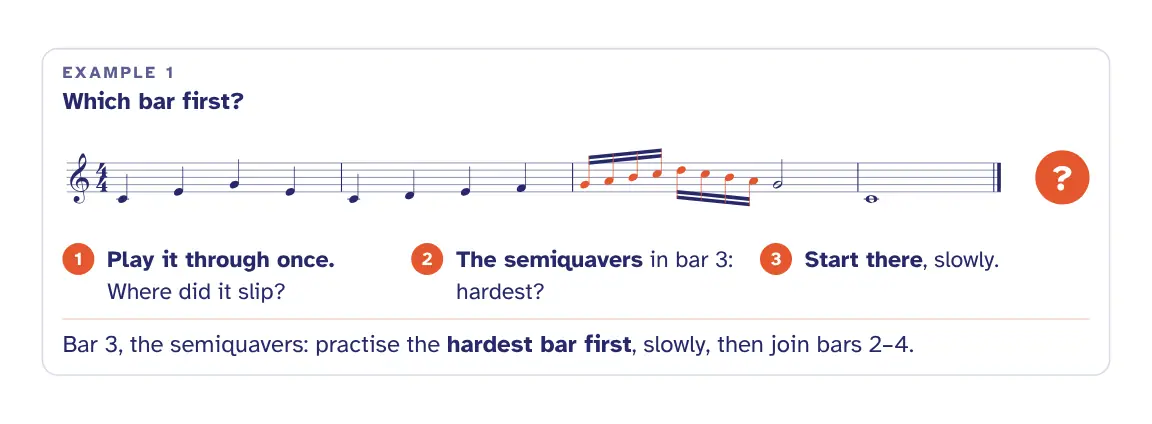 EXAMPLE 1
Which bar first?
4
4
?
1 Play it through once.
Where did it slip?
2 The semiquavers in bar 3:
hardest?
3 Start there, slowly.
Bar 3, the semiquavers: practise the hardest bar first, slowly, then join bars 2–4.